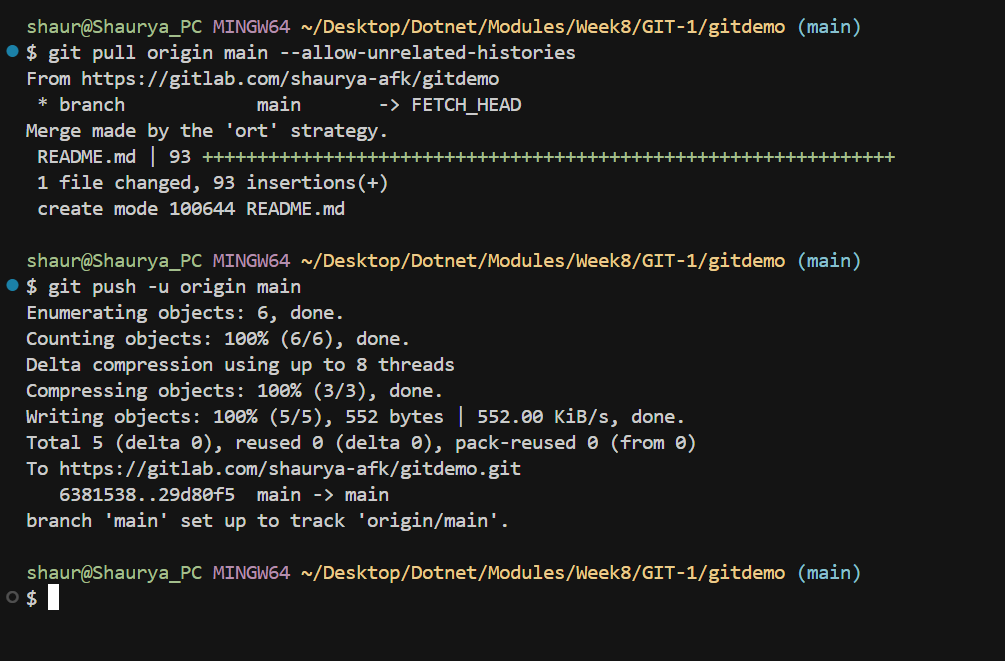 shaur@Shaurya_PC MINGW64 ~/Desktop/Dotnet/Modules/Week8/GIT-1/gitdemo (main)
$ git pull origin main --allow-unrelated-histories
From https://gitlab.com/shaurya-afk/gitdemo
 * branch            main       -> FETCH_HEAD
Merge made by the 'ort' strategy.
 README.md | 93 +++++++++++++++++++++++++++++++++++++++++++++++++++++++++++++++
 1 file changed, 93 insertions(+)
 create mode 100644 README.md
shaur@Shaurya_PC MINGW64 ~/Desktop/Dotnet/Modules/Week8/GIT-1/gitdemo (main)
$ git push -u origin main
Enumerating objects: 6, done.
Counting objects: 100% (6/6), done.
Delta compression using up to 8 threads
Compressing objects: 100% (3/3), done.
Writing objects: 100% (5/5), 552 bytes | 552.00 KiB/s, done.
Total 5 (delta 0), reused 0 (delta 0), pack-reused 0 (from 0)
To https://gitlab.com/shaurya-afk/gitdemo.git
   6381538..29d80f5  main -> main
branch 'main' set up to track 'origin/main'.
shaur@Shaurya_PC MINGW64 ~/Desktop/Dotnet/Modules/Week8/GIT-1/gitdemo (main)
$